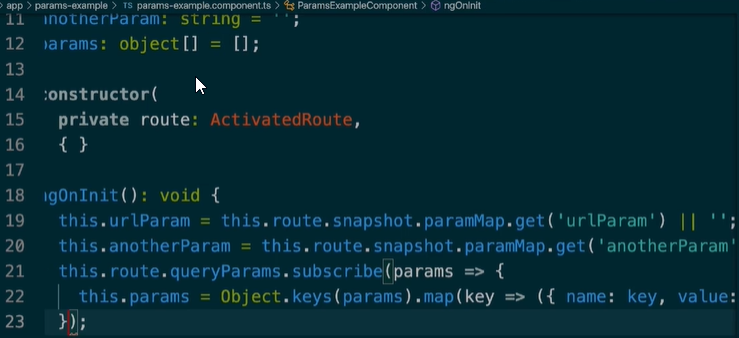 app > params-example > TS params-example.component.ts > ParamsExampleComponent > ngOnInit
11 anotherParam: string = '';
12 params: object[] = [];
13
14 constructor(
15 private route: ActivatedRoute,
16 { }
17
18 ngOnInit(): void {
19 this.urlParam = this.route.snapshot.paramMap.get('urlParam') || '';
20 this.anotherParam = this.route.snapshot.paramMap.get('anotherParam'
21 this.route.queryParams.subscribe(params => {
22 this.params = Object.keys(params).map(key => ({ name: key, value:
23 });